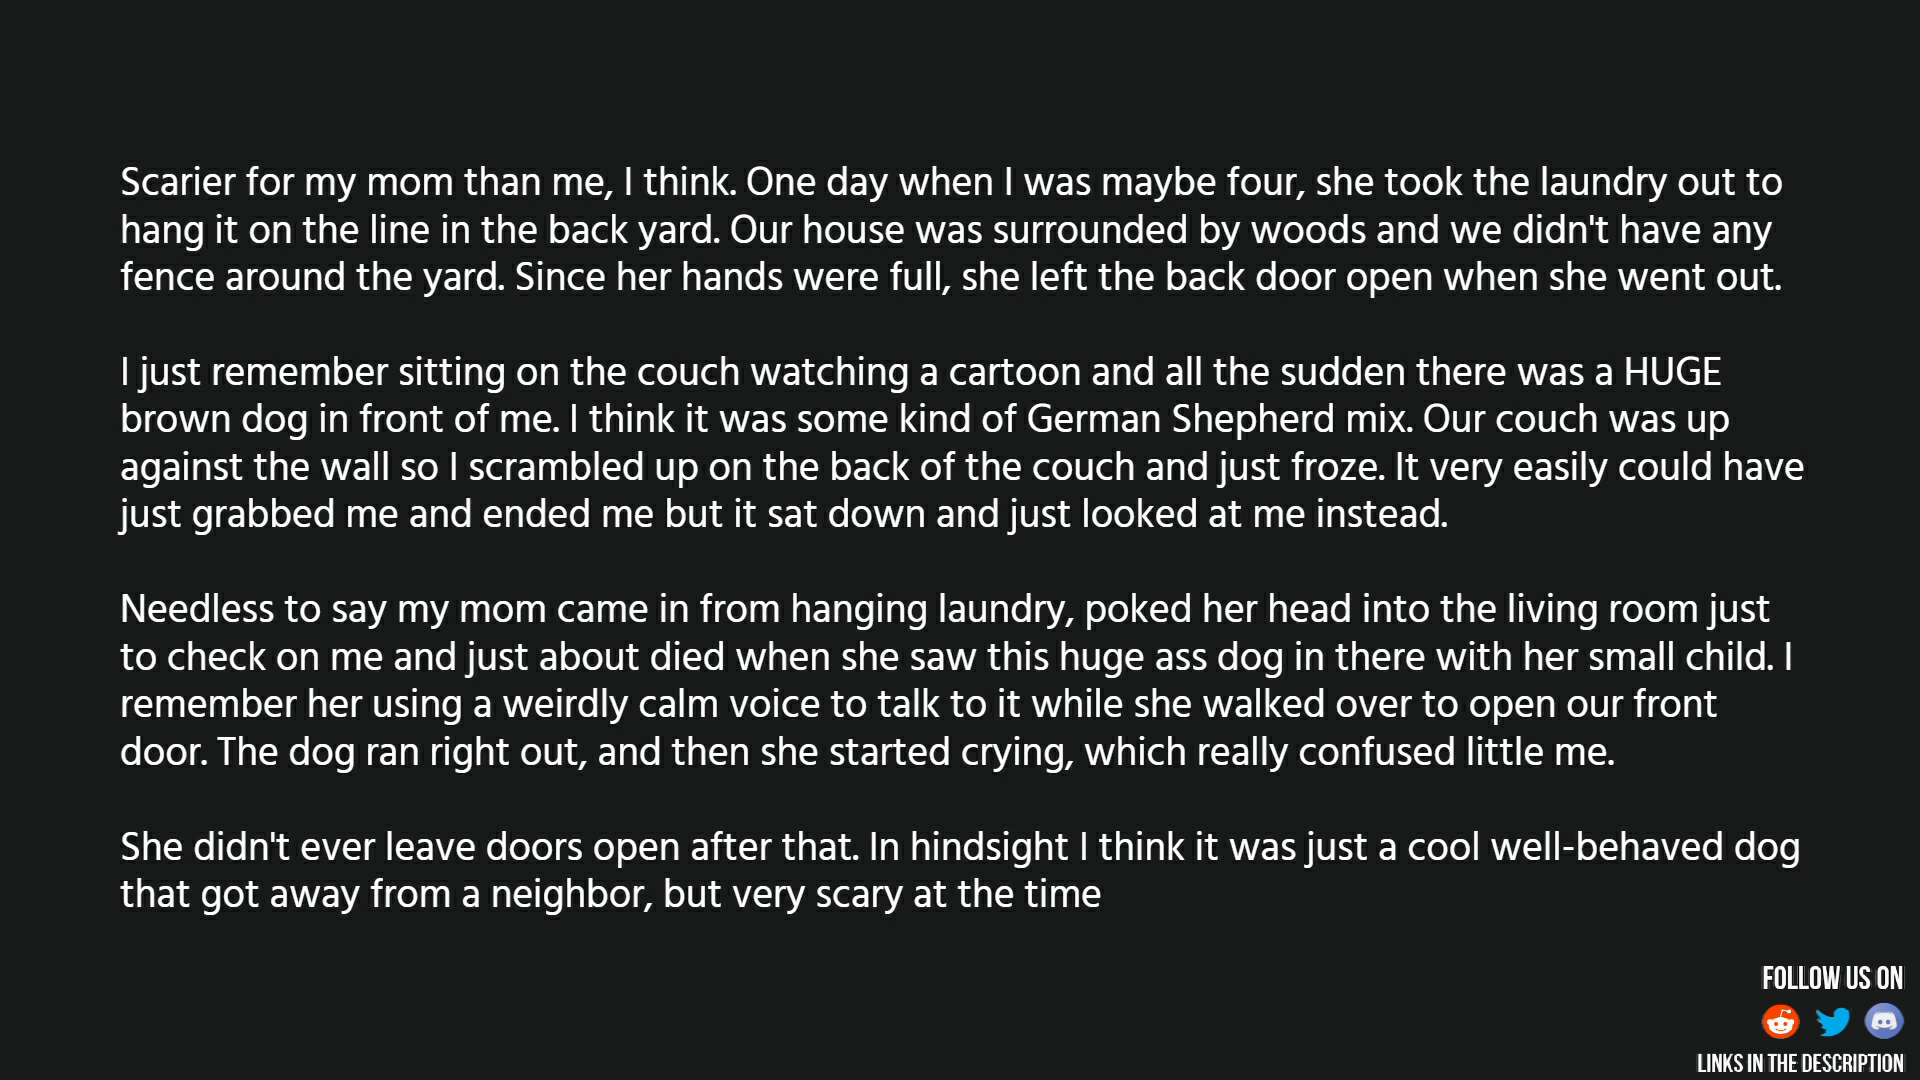 Scarier for my mom than me, I think. One day when I was maybe four, she took the laundry out to
hang it on the line in the back yard. Our house was surrounded by woods and we didn't have any
fence around the yard. Since her hands were full, she left the back door open when she went out.
I just remember sitting on the couch watching a cartoon and all the sudden there was a HUGE
brown dog in front of me. I think it was some kind of German Shepherd mix. Our couch was up
against the wall so I scrambled up on the back of the couch and just froze. It very easily could have
just grabbed me and ended me but it sat down and just looked at me instead.
Needless to say my mom came in from hanging laundry, poked her head into the living room just
to check on me and just about died when she saw this huge ass dog in there with her small child. I
remember her using a weirdly calm voice to talk to it while she walked over to open our front
door. The dog ran right out, and then she started crying, which really confused little me.
She didn't ever leave doors open after that. In hindsight I think it was just a cool well-behaved dog
that got away from a neighbor, but very scary at the time
FOLLOW US ON
LINKS IN THE DESCRIPTION